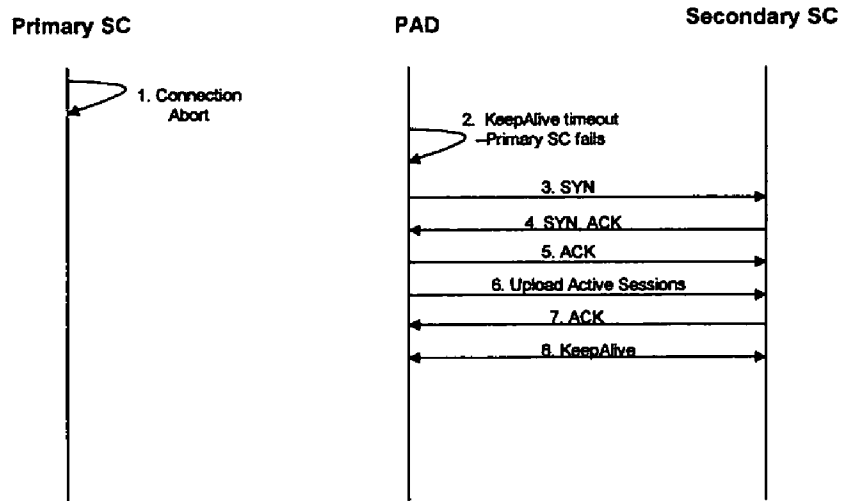 Primary SC
PAD
Secondary SC
1. Connection
Abort
2. KeepAlive timeout
–Primary SC fails
3. SYN
4. SYN, ACK
5. ACK
6. Upload Active Sessions
7. ACK
8. KeepAlive